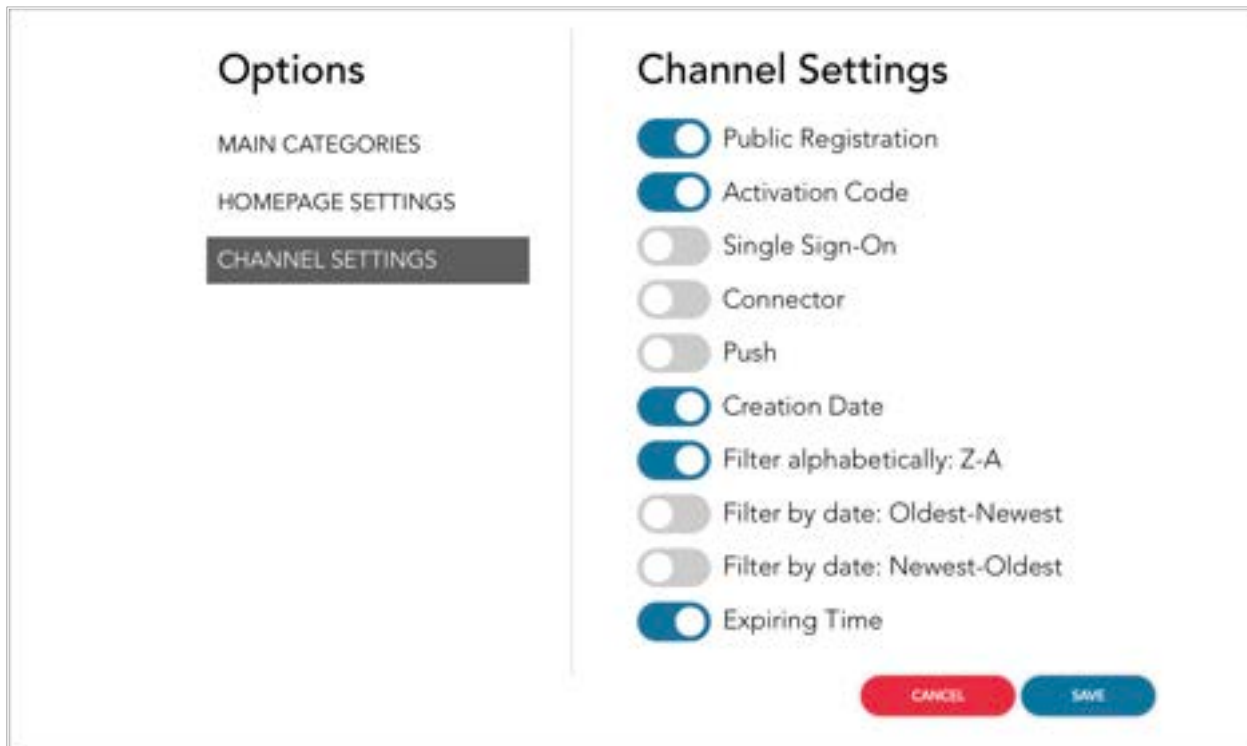 Options
MAIN CATEGORIES
HOMEPAGE SETTINGS
CHANNEL SETTINGS
Channel Settings
Public Registration
Activation Code
Single Sign-On
Connector
Push
Creation Date
Filter alphabetically: Z-A
Filter by date: Oldest-Newest
Filter by date: Newest-Oldest
Expiring Time
CANCEL
SAVE